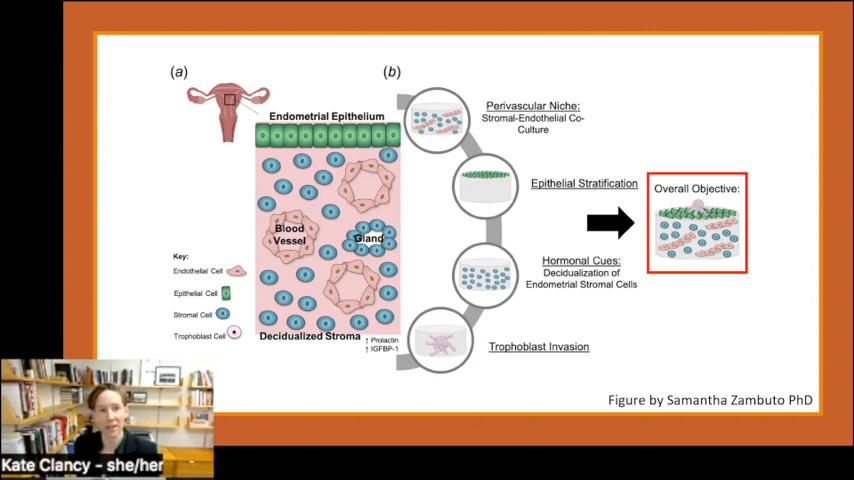 (a)
Endometrial Epithelium
Blood
Vessel
Gland
Key:
Endothelial Cell
Epithelial Cell
Stromal Cell
Trophoblast Cell
Decidualized Stroma
↑ Prolactin
↑ IGFBP-1
(b)
Perivascular Niche:
Stromal-Endothelial Co-
Culture
Epithelial Stratification
Hormonal Cues:
Decidualization of
Endometrial Stromal Cells
Trophoblast Invasion
Overall Objective:
Figure by Samantha Zambuto PhD
Kate Clancy - she/her